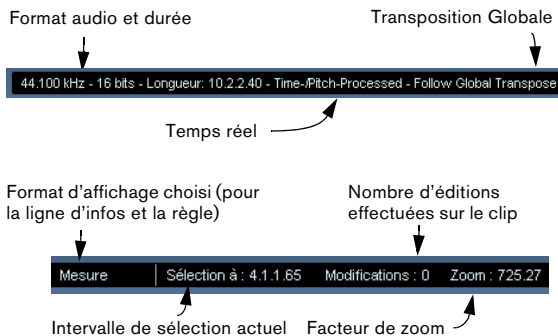 Format audio et durée
Transposition Globale
44.100 kHz - 16 bits - Longueur: 10.2.2.40 - Time-/Pitch-Processed - Follow Global Transpose
Temps réel
Format d'affichage choisi (pour
la ligne d'infos et la règle)
Nombre d'éditions
effectuées sur le clip
Mesure | Sélection à : 4.1.1.65 Modifications : 0 Zoom : 725.27
Intervalle de sélection actuel
Facteur de zoom